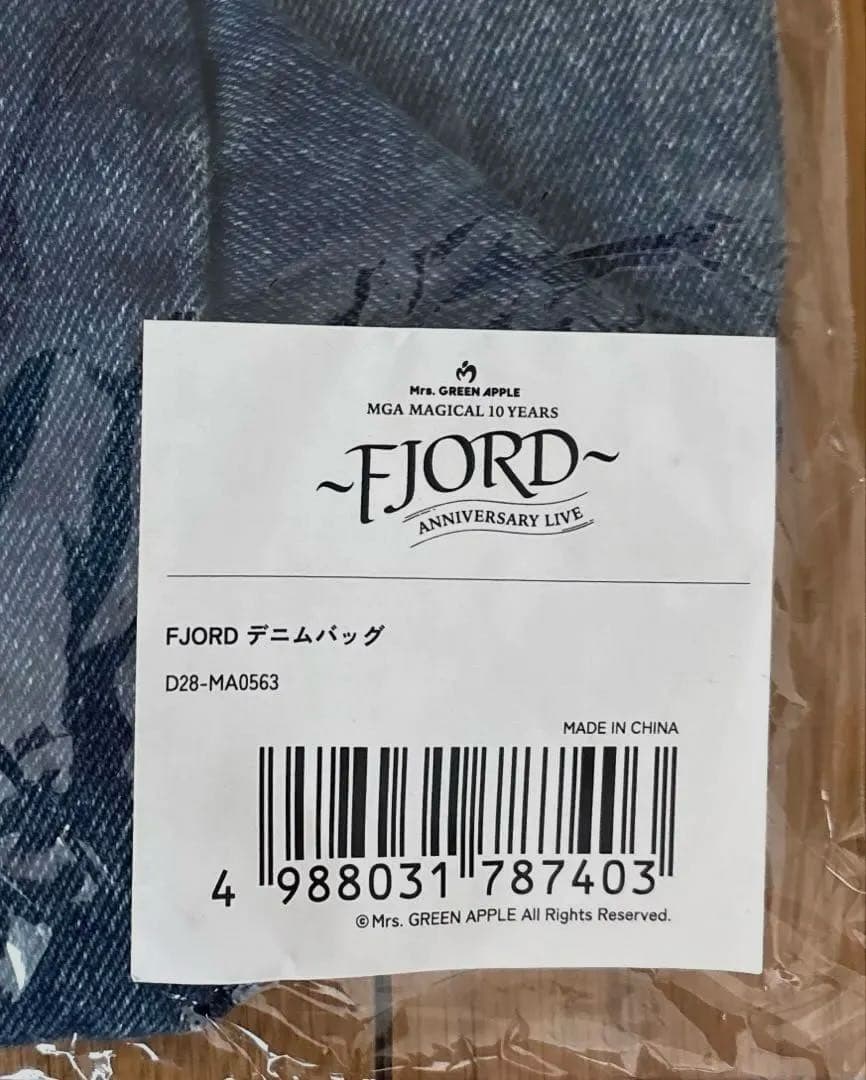 Mrs. GREEN APPLE
MGA MAGICAL 10 YEARS
~FJORD~
ANNIVERSARY LIVE
FJORD デニムバッグ
D28-MA0563
MADE IN CHINA
4 988031 787403
©Mrs. GREEN APPLE All Rights Reserved.